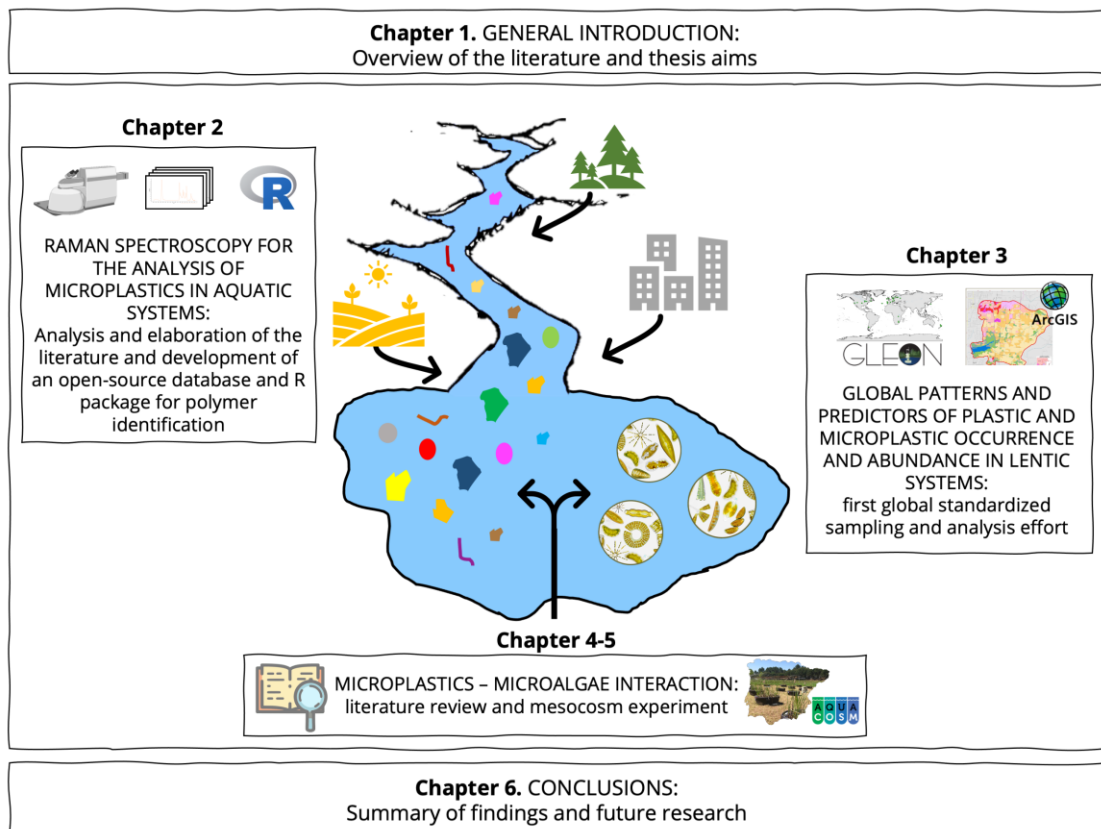 Chapter 1. GENERAL INTRODUCTION:
Overview of the literature and thesis aims
Chapter 2
R
RAMAN SPECTROSCOPY FOR
THE ANALYSIS OF
MICROPLASTICS IN AQUATIC
SYSTEMS:
Analysis and elaboration of the
literature and development of
an open-source database and R
package for polymer
identification
Chapter 3
GLEON
ArcGIS
GLOBAL PATTERNS AND
PREDICTORS OF PLASTIC AND
MICROPLASTIC OCCURRENCE
AND ABUNDANCE IN LENTIC
SYSTEMS:
first global standardized
sampling and analysis effort
Chapter 4-5
MICROPLASTICS – MICROALGAE INTERACTION:
literature review and mesocosm experiment
AQUA
COSM
Chapter 6. CONCLUSIONS:
Summary of findings and future research